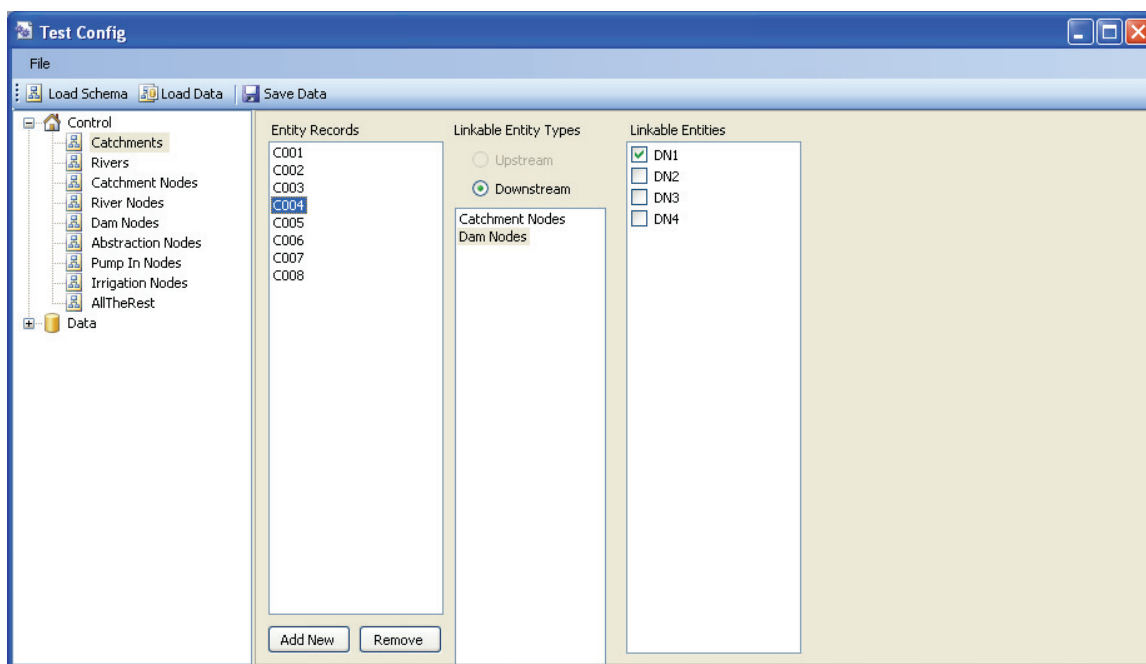 Test Config
File
Load Schema Load Data Save Data
Control
Catchments
Rivers
Catchment Nodes
River Nodes
Dam Nodes
Abstraction Nodes
Pump In Nodes
Irrigation Nodes
AllTheRest
Data
Entity Records
C001
C002
C003
C004
C005
C006
C007
C008
Add New Remove
Linkable Entity Types
Upstream
Downstream
Catchment Nodes
Dam Nodes
Linkable Entities
DN1
DN2
DN3
DN4